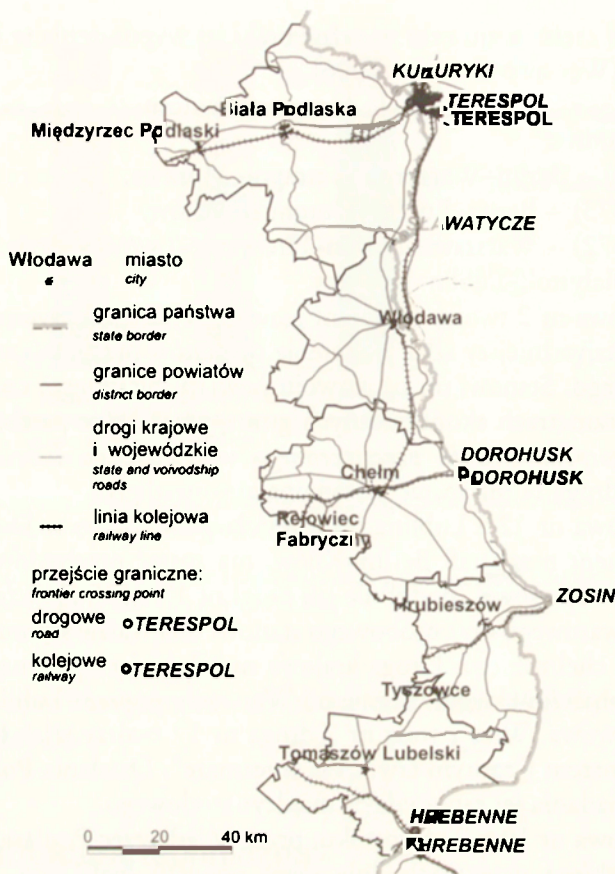 KUKURYKI
Biała Podlaska
TERESPOL
TERESPOL
Międzyrzec Podlaski
SŁAWATYCZE
Włodawa miasto
city
granica państwa
state border
Włodawa
granice powiatów
district border
drogi krajowe
i wojewódzkie
state and voivodship
roads
DOROHUSK
DOROHUSK
Chełm
linia kolejowa
railway line
Rejowiec
Fabryczny
przejście graniczne:
frontier crossing point
drogowe
road
TERESPOL
kolejowe
railway
TERESPOL
ZOSIN
Hrubieszów
Tyszowce
Tomaszów Lubelski
HREBENNE
HREBENNE
0 20 40 km